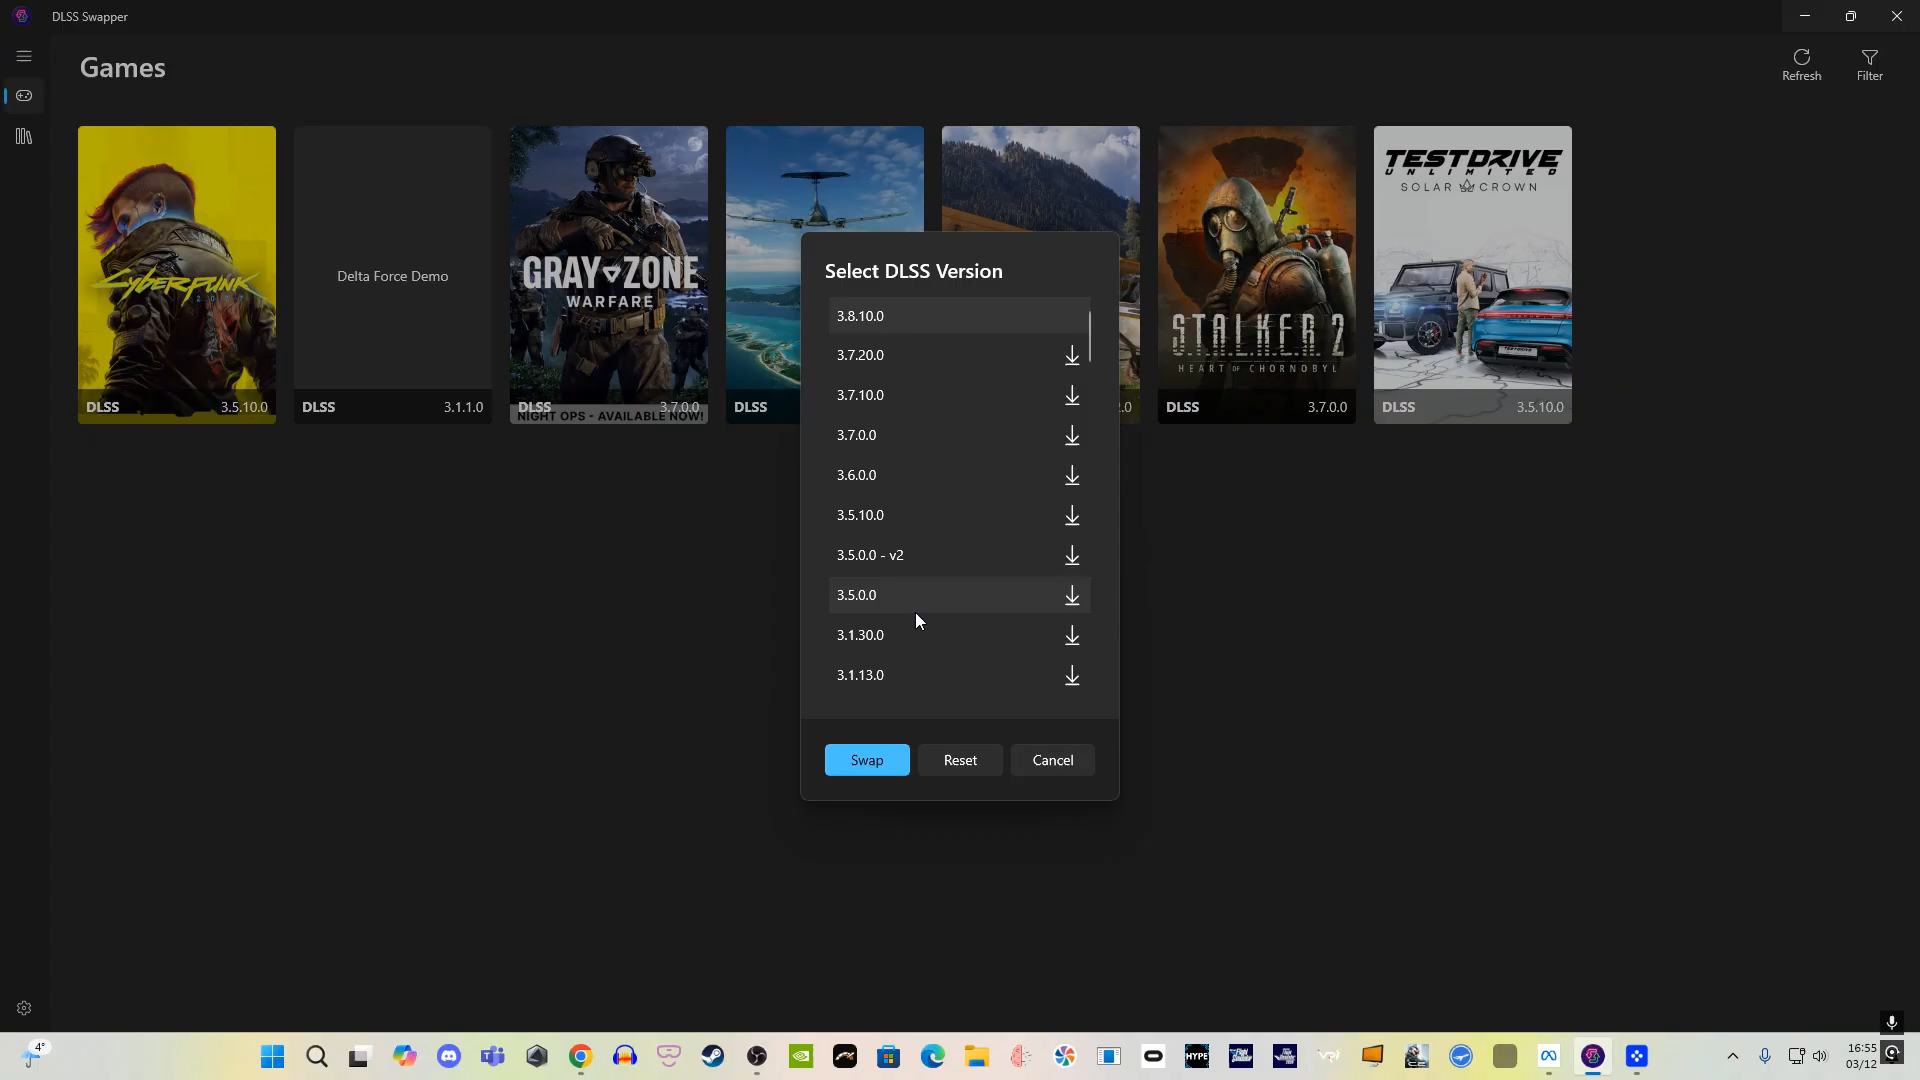 DLSS Swapper
Games
Refresh
Filter
Cyberpunk
2077
DLSS 3.5.10.0
Delta Force Demo
DLSS 3.1.1.0
GRAY ZONE
WARFARE
DLSS 3.7.0.0
NIGHT OPS - AVAILABLE NOW!
DLSS
.0
S.T.A.L.K.E.R. 2
HEART OF CHORNOBYL
DLSS 3.7.0.0
TEST DRIVE
UNLIMITED
SOLAR CROWN
TESTDRIVE
DLSS 3.5.10.0
Select DLSS Version
3.8.10.0
3.7.20.0
3.7.10.0
3.7.0.0
3.6.0.0
3.5.10.0
3.5.0.0 - v2
3.5.0.0
3.1.30.0
3.1.13.0
Swap
Reset
Cancel
4°
HYPE
16:55
03/12